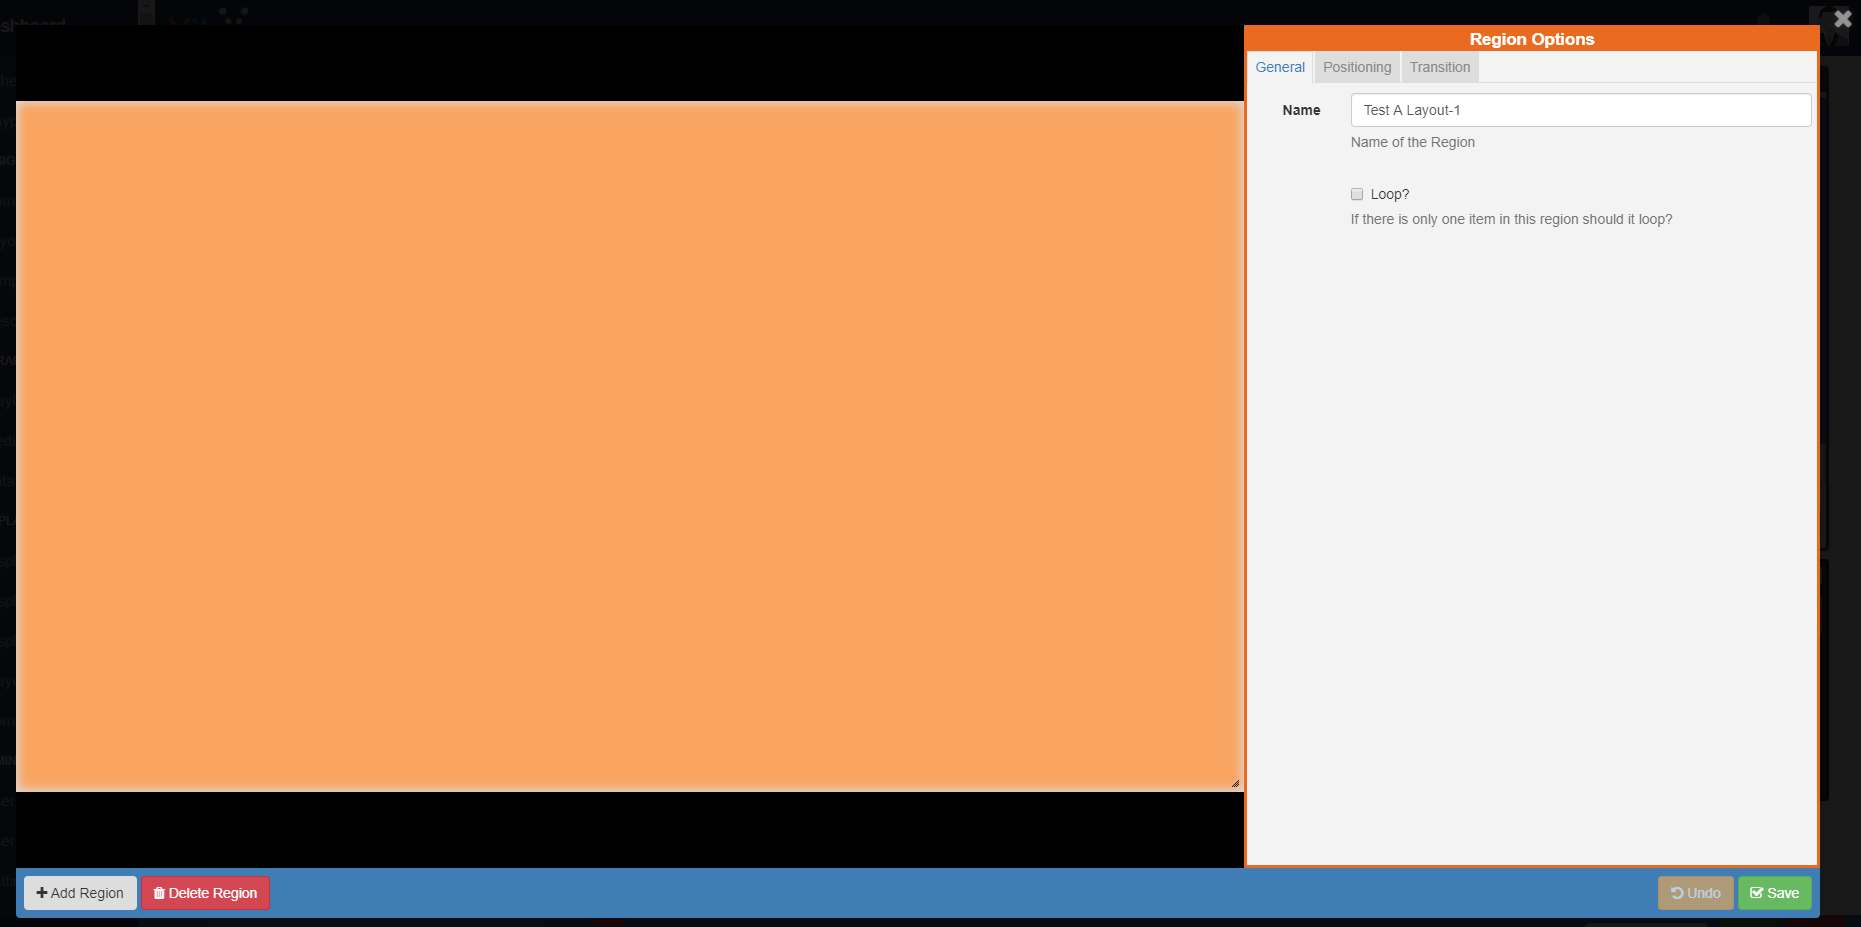 Region Options
General Positioning Transition
Name Test A Layout-1
Name of the Region
Loop?
If there is only one item in this region should it loop?
Add Region Delete Region Undo Save